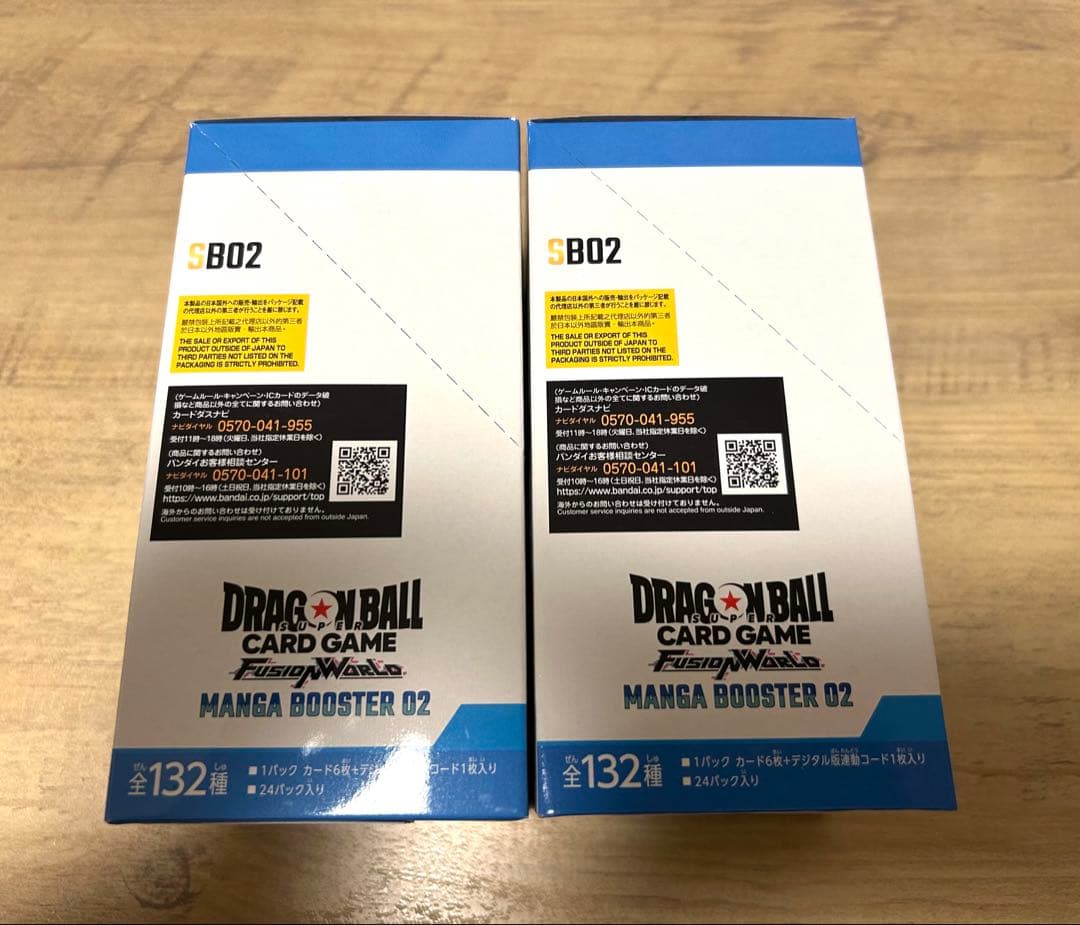 SB02
本製品の日本国外への販売・輸出をパッケージ記載
の代理店以外の第三者が行うことを厳に禁じます。
嚴禁包裝上所記載之代理店以外的第三者
於日本以外地區販賣・輸出本商品。
THE SALE OR EXPORT OF THIS
PRODUCT OUTSIDE OF JAPAN TO
THIRD PARTIES NOT LISTED ON THE
PACKAGING IS STRICTLY PROHIBITED.
(ゲームルール・キャンペーン・ICカードのデータ破
損など商品以外の全てに関するお問い合わせ)
カードダスナビ
ナビダイヤル 0570-041-955
受付11時~18時(火曜日、当社指定休業日を除く)
(商品に関するお問い合わせ)
バンダイお客様相談センター
ナビダイヤル 0570-041-101
受付10時~16時(土日祝日、当社指定休業日を除く)
https://www.bandai.co.jp/support/top
海外からのお問い合わせは受け付けておりません。
Customer service inquiries are not accepted from outside Japan.
DRAGON BALL
SUPER
CARD GAME
FUSION WORLD
MANGA BOOSTER 02
全132種
ぜん しゅ
■1パック カード6枚+デジ コード1枚入り
■24パック入り
SB02
本製品の日本国外への販売・輸出をパッケージ記載
の代理店以外の第三者が行うことを厳に禁じます。
嚴禁包裝上所記載之代理店以外的第三者
於日本以外地區販賣・輸出本商品。
THE SALE OR EXPORT OF THIS
PRODUCT OUTSIDE OF JAPAN TO
THIRD PARTIES NOT LISTED ON THE
PACKAGING IS STRICTLY PROHIBITED.
(ゲームルール・キャンペーン・ICカードのデータ破
損など商品以外の全てに関するお問い合わせ)
カードダスナビ
ナビダイヤル 0570-041-955
受付11時~18時(火曜日、当社指定休業日を除く)
(商品に関するお問い合わせ)
バンダイお客様相談センター
ナビダイヤル 0570-041-101
受付10時~16時(土日祝日、当社指定休業日を除く)
https://www.bandai.co.jp/support/top
海外からのお問い合わせは受け付けておりません。
Customer service inquiries are not accepted from outside Japan.
DRAGON BALL
SUPER
CARD GAME
FUSION WORLD
MANGA BOOSTER 02
全132種
ぜん しゅ
■1パック カード6枚+デジタル版連動コード1枚入り
■24パック入り